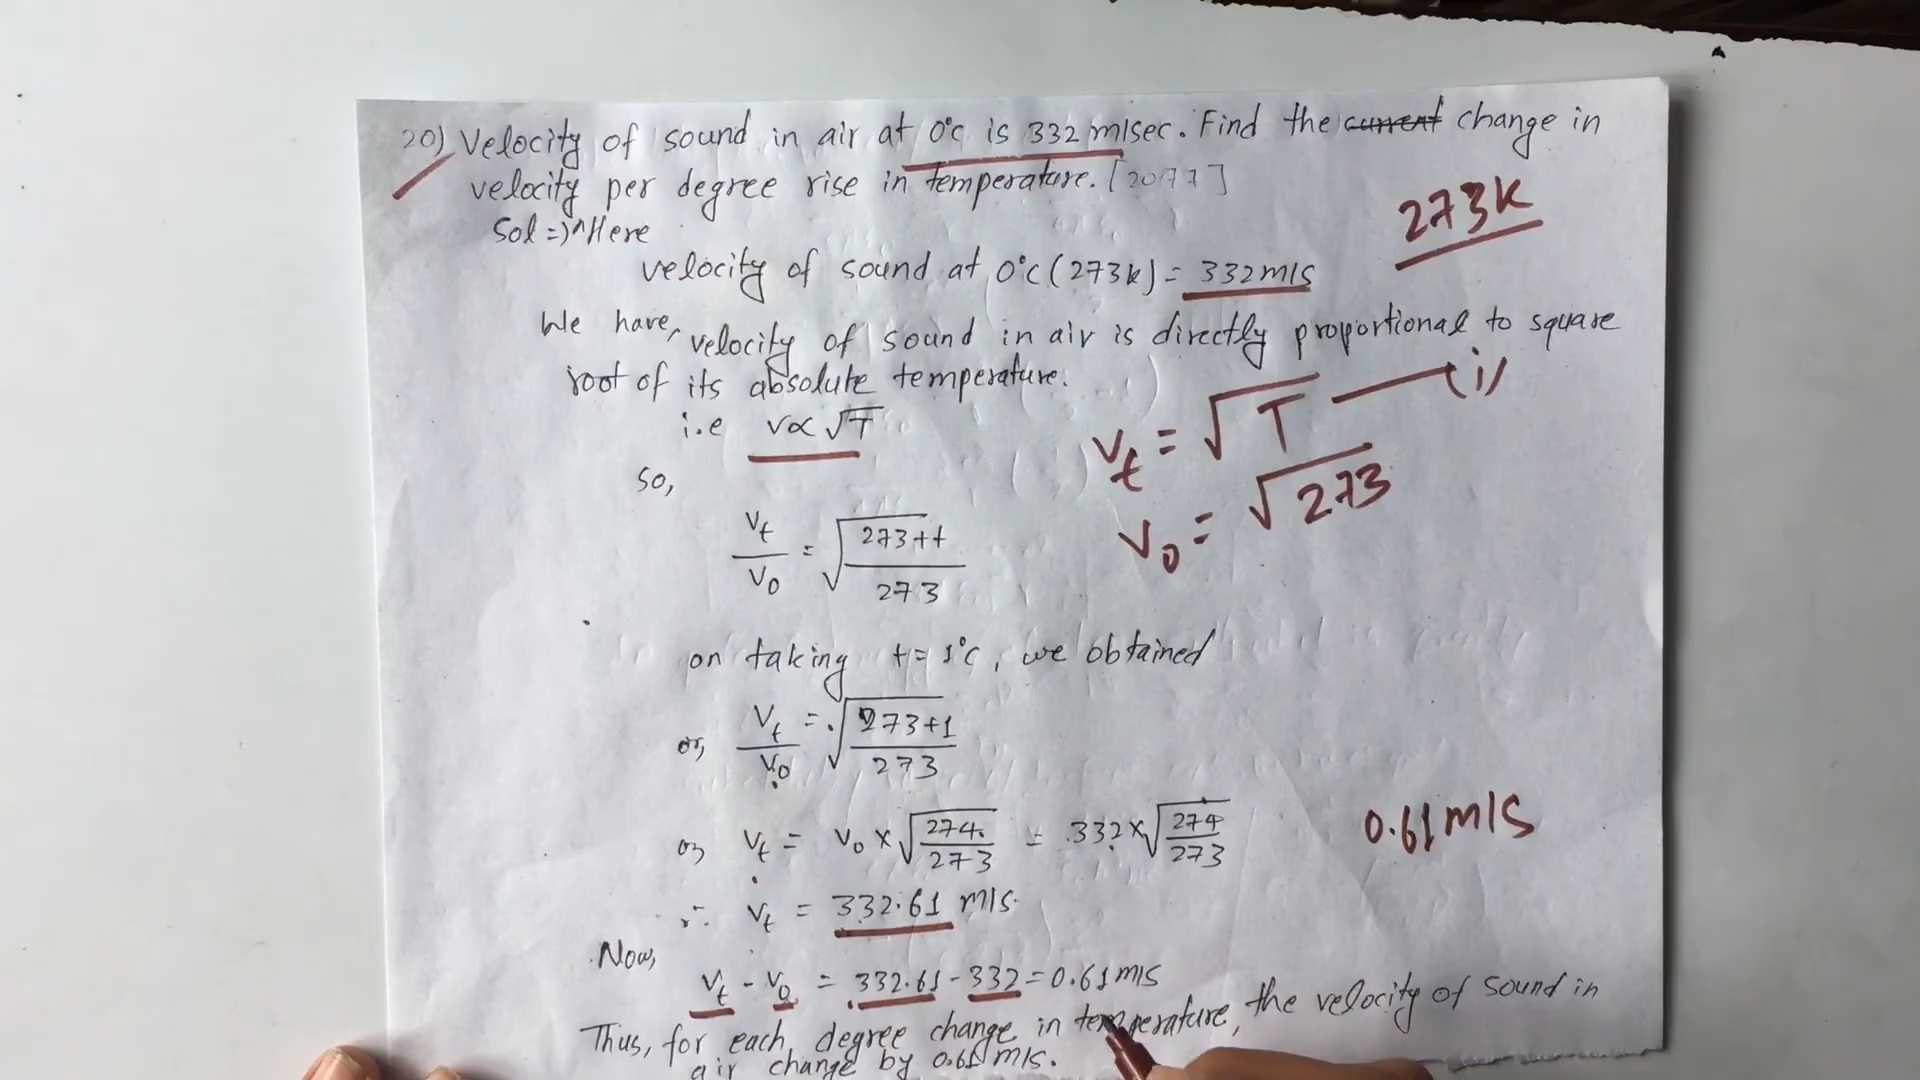 20) Velocity of sound in air at 0°c is 332 m/sec. Find the current change in
velocity per degree rise in temperature. [2077]
Sol =) Here
velocity of sound at 0°c (273k) = 332m/s
273k
We have, velocity of sound in air is directly proportional to square
root of its absolute temperature.
i.e v∝ √T
Vt = √T — (i)
V0 = √273
so,
Vt/V0 = √(273+t/273)
on taking t = 1°c, we obtained
or, Vt/V0 = √(273+1/273)
or Vt = V0 × √(274/273) = 332 × √(274/273)
0.61 m/s
∴ Vt = 332.61 m/s.
Now,
Vt - V0 = 332.61 - 332 = 0.61 m/s
Thus, for each degree change in temperature, the velocity of sound in
air change by 0.61 m/s.